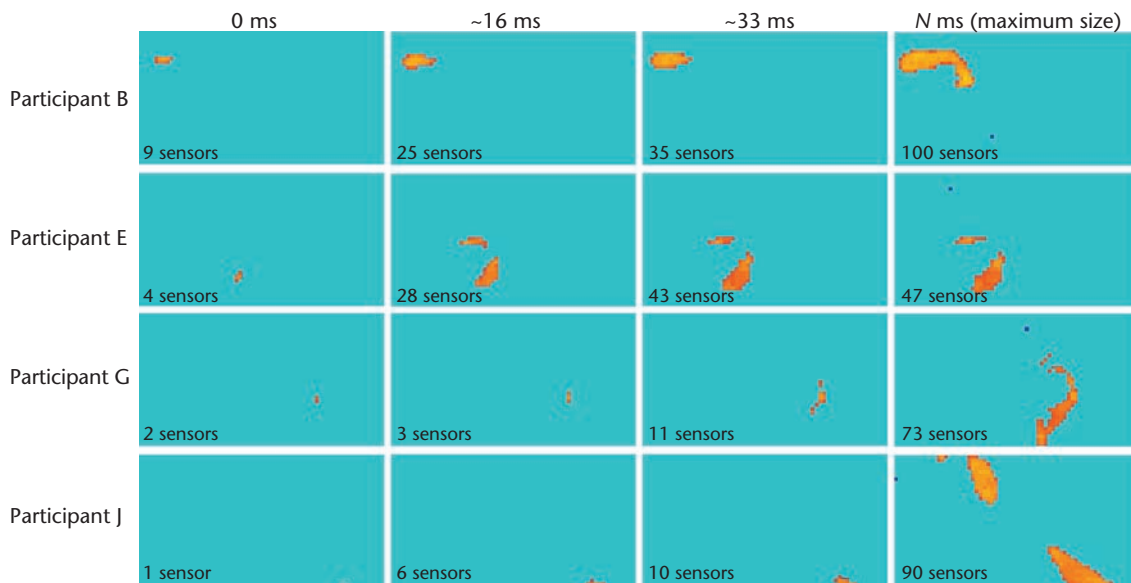 0 ms ~16 ms ~33 ms N ms (maximum size)
Participant B
9 sensors 25 sensors 35 sensors 100 sensors
Participant E
4 sensors 28 sensors 43 sensors 47 sensors
Participant G
2 sensors 3 sensors 11 sensors 73 sensors
Participant J
1 sensor 6 sensors 10 sensors 90 sensors